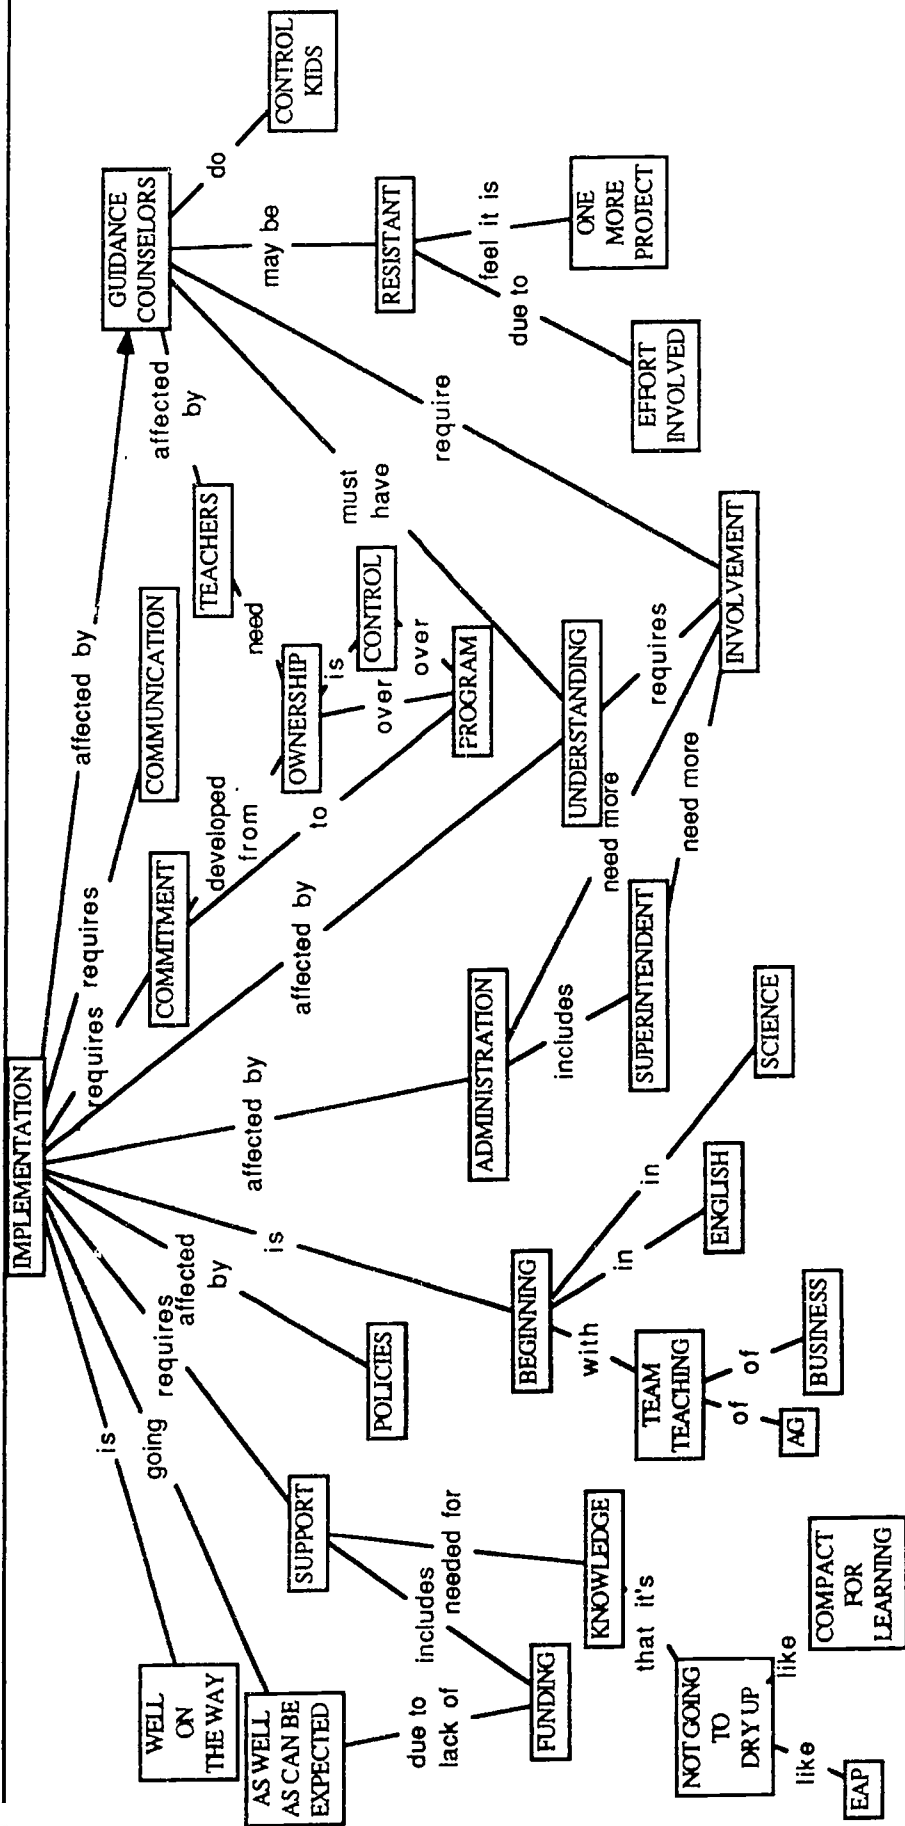 IMPLEMENTATION
is
going
requires
affected
by
is
affected by
affected by
requires
requires
affected by
WELL
ON
THE WAY
AS WELL
AS CAN BE
EXPECTED
due to
lack of
FUNDING
SUPPORT
includes
needed for
KNOWLEDGE
that it's
NOT GOING
TO
DRY UP
like
EAP
like
COMPACT
FOR
LEARNING
POLICIES
BEGINNING
with
in
in
TEAM
TEACHING
of
of
AG
BUSINESS
ENGLISH
SCIENCE
ADMINISTRATION
includes
need more
SUPERINTENDENT
need more
UNDERSTANDING
requires
INVOLVEMENT
COMMITMENT
developed
from
to
COMMUNICATION
OWNERSHIP
is
CONTROL
over
over
PROGRAM
TEACHERS
need
affected
by
GUIDANCE
COUNSELORS
must
have
require
may be
do
CONTROL
KIDS
RESISTANT
due to
feel it is
EFFORT
INVOLVED
ONE
MORE
PROJECT